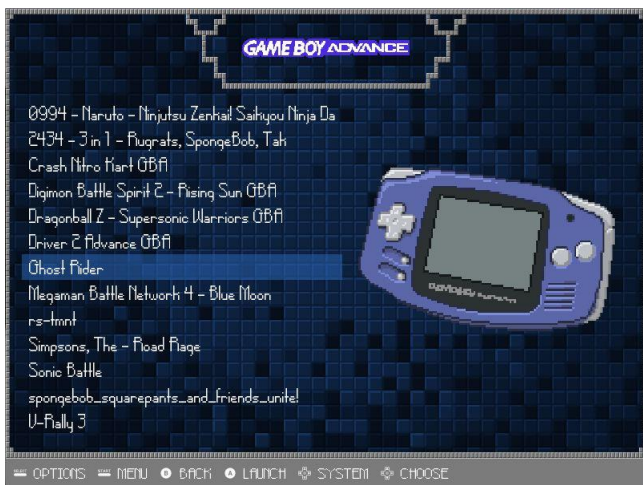 GAME BOY ADVANCE
0994 - Naruto - Ninjutsu Zenkai! Saikyou Ninja Da
2434 - 3 in 1 - Rugrats, SpongeBob, Tak
Crash Nitro Kart GBA
Digimon Battle Spirit 2 - Rising Sun GBA
Dragonball Z - Supersonic Warriors GBA
Driver 2 Advance GBA
Ghost Rider
Megaman Battle Network 4 - Blue Moon
rs-tmnt
Simpsons, The - Road Rage
Sonic Battle
spongebob_squarepants_and_friends_unite!
V-Rally 3
GAME BOY ADVANCE
OPTIONS MENU B BACK A LAUNCH SYSTEM CHOOSE